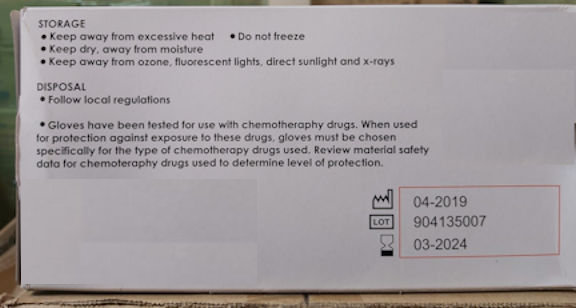 STORAGE
• Keep away from excessive heat • Do not freeze
• Keep dry, away from moisture
• Keep away from ozone, fluorescent lights, direct sunlight and x-rays
DISPOSAL
• Follow local regulations
• Gloves have been tested for use with chemotheraphy drugs. When used
for protection against exposure to these drugs, gloves must be chosen
specifically for the type of chemotherapy drugs used. Review material safety
data for chemoteraphy drugs used to determine level of protection.
04-2019
LOT 904135007
03-2024